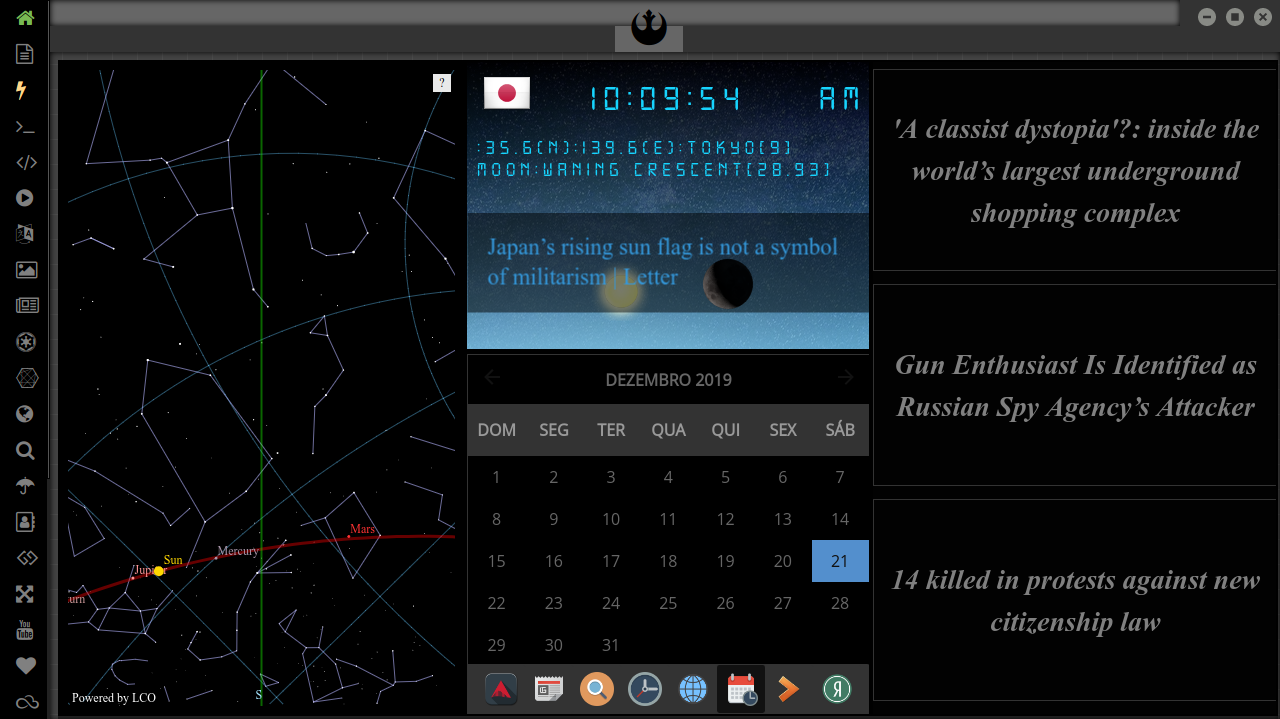 ?
Mars
Sun
Mercury
Jupiter
urn
S
Powered by LCO
10:09:54 AM
:35.6(N):139.6(E):TOKYO(9)
MOON:WANING CRESCENT(28.93)
Japan’s rising sun flag is not a symbol
of militarism | Letter
DEZEMBRO 2019
DOM SEG TER QUA QUI SEX SÁB
1 2 3 4 5 6 7
8 9 10 11 12 13 14
15 16 17 18 19 20 21
22 23 24 25 26 27 28
29 30 31
Я
'A classist dystopia'?: inside the
world’s largest underground
shopping complex
Gun Enthusiast Is Identified as
Russian Spy Agency’s Attacker
14 killed in protests against new
citizenship law
You
Tube